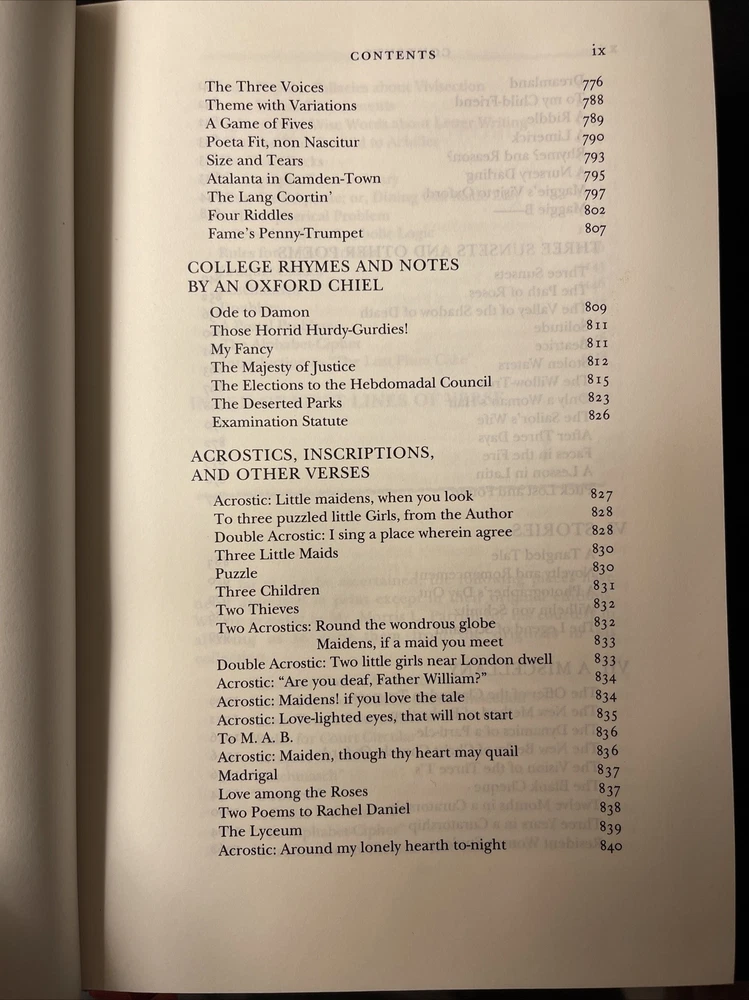 CONTENTS ix
The Three Voices 776
Theme with Variations 788
A Game of Fives 789
Poeta Fit, non Nascitur 790
Size and Tears 793
Atalanta in Camden-Town 795
The Lang Coortin' 797
Four Riddles 802
Fame's Penny-Trumpet 807
COLLEGE RHYMES AND NOTES
BY AN OXFORD CHIEL
Ode to Damon 809
Those Horrid Hurdy-Gurdies! 811
My Fancy 811
The Majesty of Justice 812
The Elections to the Hebdomadal Council 815
The Deserted Parks 823
Examination Statute 826
ACROSTICS, INSCRIPTIONS,
AND OTHER VERSES
Acrostic: Little maidens, when you look 827
To three puzzled little Girls, from the Author 828
Double Acrostic: I sing a place wherein agree 828
Three Little Maids 830
Puzzle 830
Three Children 831
Two Thieves 832
Two Acrostics: Round the wondrous globe 832
Maidens, if a maid you meet 833
Double Acrostic: Two little girls near London dwell 833
Acrostic: "Are you deaf, Father William?" 834
Acrostic: Maidens! if you love the tale 834
Acrostic: Love-lighted eyes, that will not start 835
To M. A. B. 836
Acrostic: Maiden, though thy heart may quail 836
Madrigal 837
Love among the Roses 837
Two Poems to Rachel Daniel 838
The Lyceum 839
Acrostic: Around my lonely hearth to-night 840